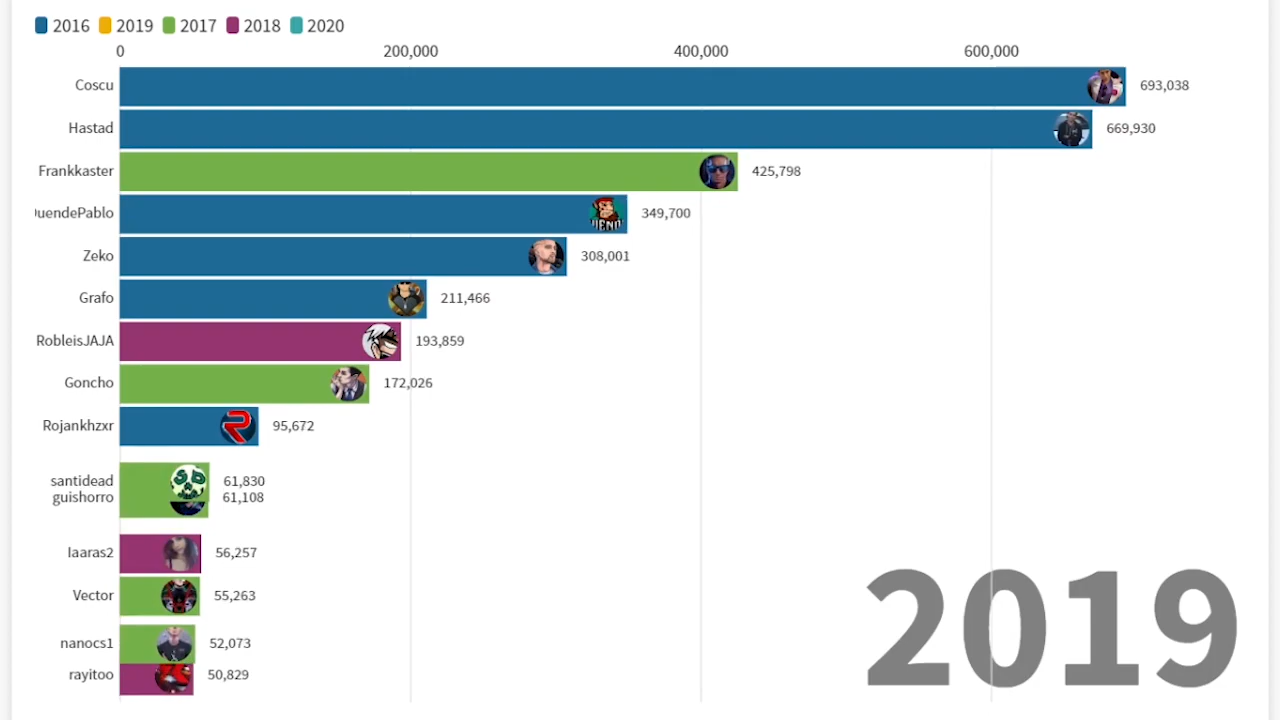 2016 2019 2017 2018 2020
0 200,000 400,000 600,000
Coscu 693,038
Hastad 669,930
Frankkaster 425,798
uendePablo 349,700
Zeko 308,001
Grafo 211,466
RobleisJAJA 193,859
Goncho 172,026
Rojankhzxr 95,672
santidead 61,830
guishorro 61,108
laaras2 56,257
Vector 55,263
nanocs1 52,073
rayitoo 50,829
2019